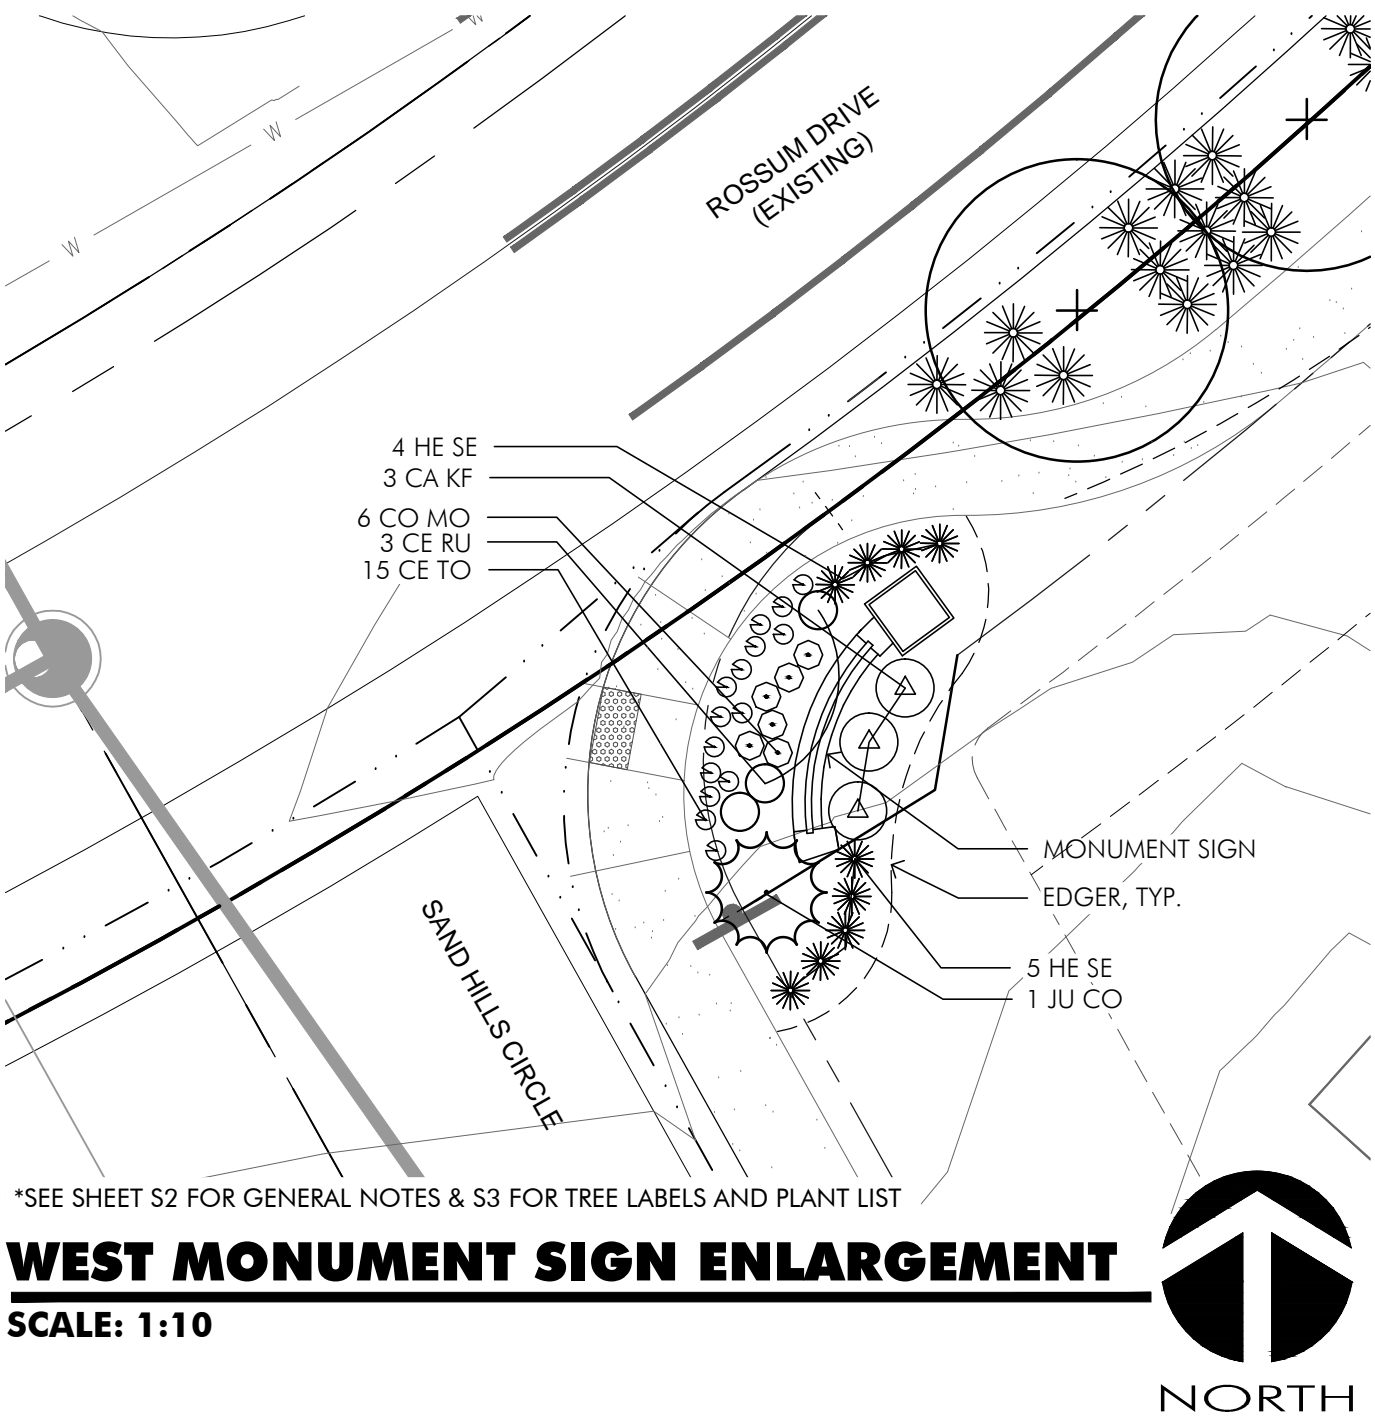 W
W
W
ROSSUM DRIVE
(EXISTING)
4 HE SE
3 CA KF
6 CO MO
3 CE RU
15 CE TO
MONUMENT SIGN
EDGER, TYP.
5 HE SE
1 JU CO
SAND HILLS CIRCLE
*SEE SHEET S2 FOR GENERAL NOTES & S3 FOR TREE LABELS AND PLANT LIST
WEST MONUMENT SIGN ENLARGEMENT
SCALE: 1:10
NORTH